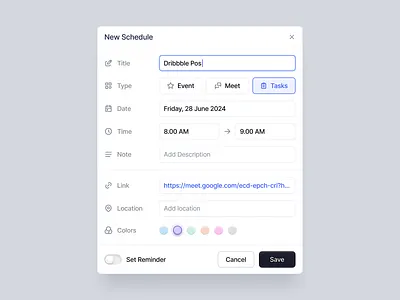 New Schedule
Title
Dribbble Pos
Type
Event
Meet
Tasks
Date
Friday, 28 June 2024
Time
8.00 AM
9.00 AM
Note
Add Description
Link
https://meet.google.com/ecd-epch-cri?h...
Location
Add location
Colors
Set Reminder
Cancel
Save